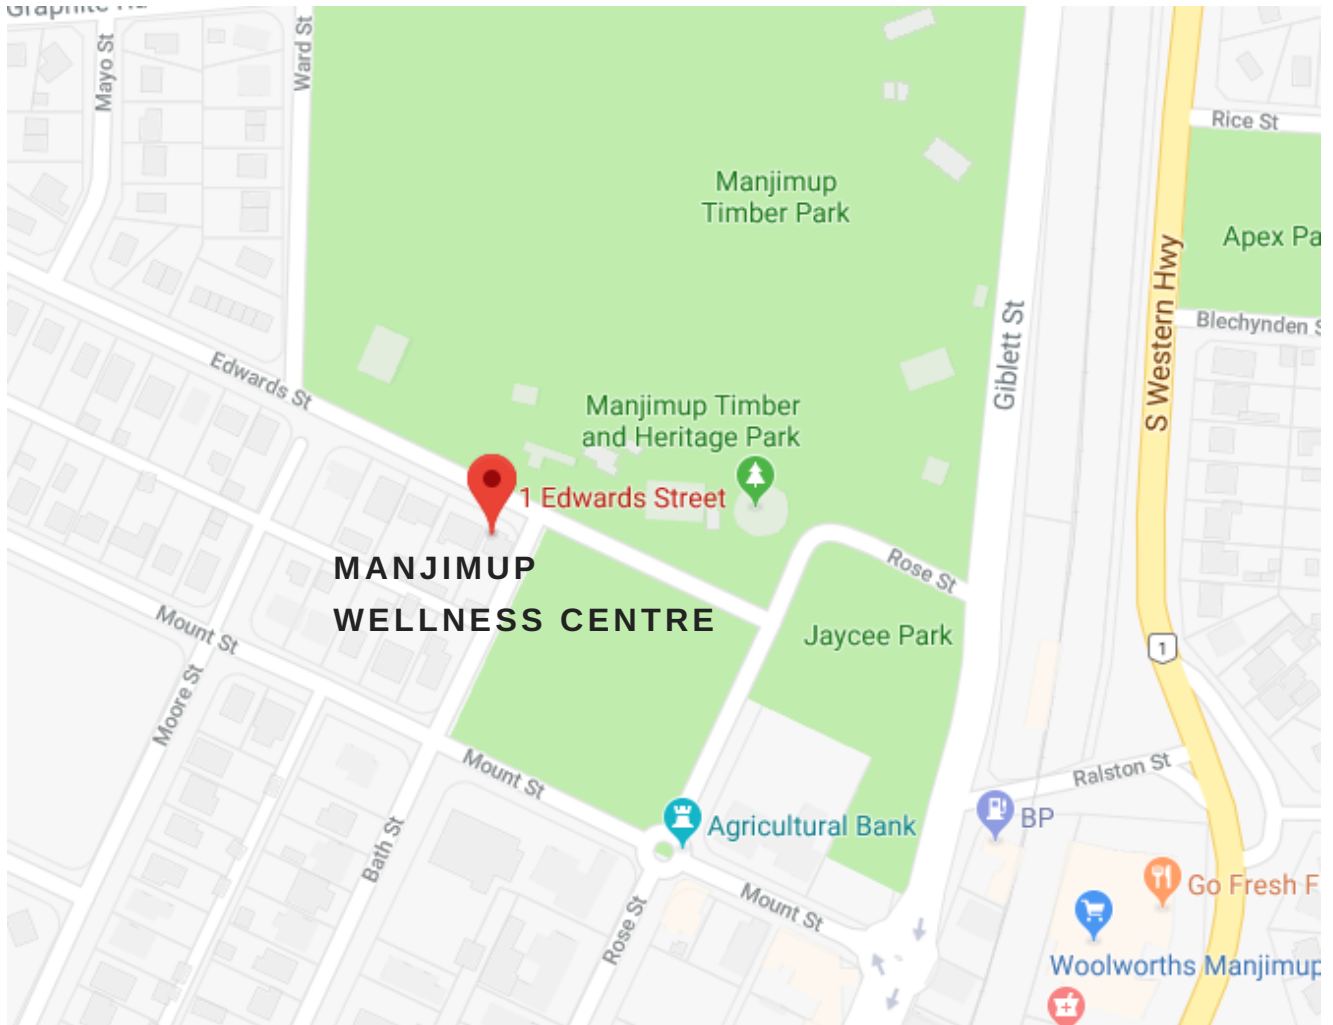 Graphite Rd
Mayo St
Ward St
Rice St
Manjimup
Timber Park
Apex Pa
S Western Hwy
Blechynden S
Giblett St
Edwards St
Manjimup Timber
and Heritage Park
1 Edwards Street
MANJIMUP
WELLNESS CENTRE
Rose St
Jaycee Park
Mount St
Moore St
1
Mount St
Ralston St
BP
Agricultural Bank
Bath St
Go Fresh F
Mount St
Rose St
Woolworths Manjimup